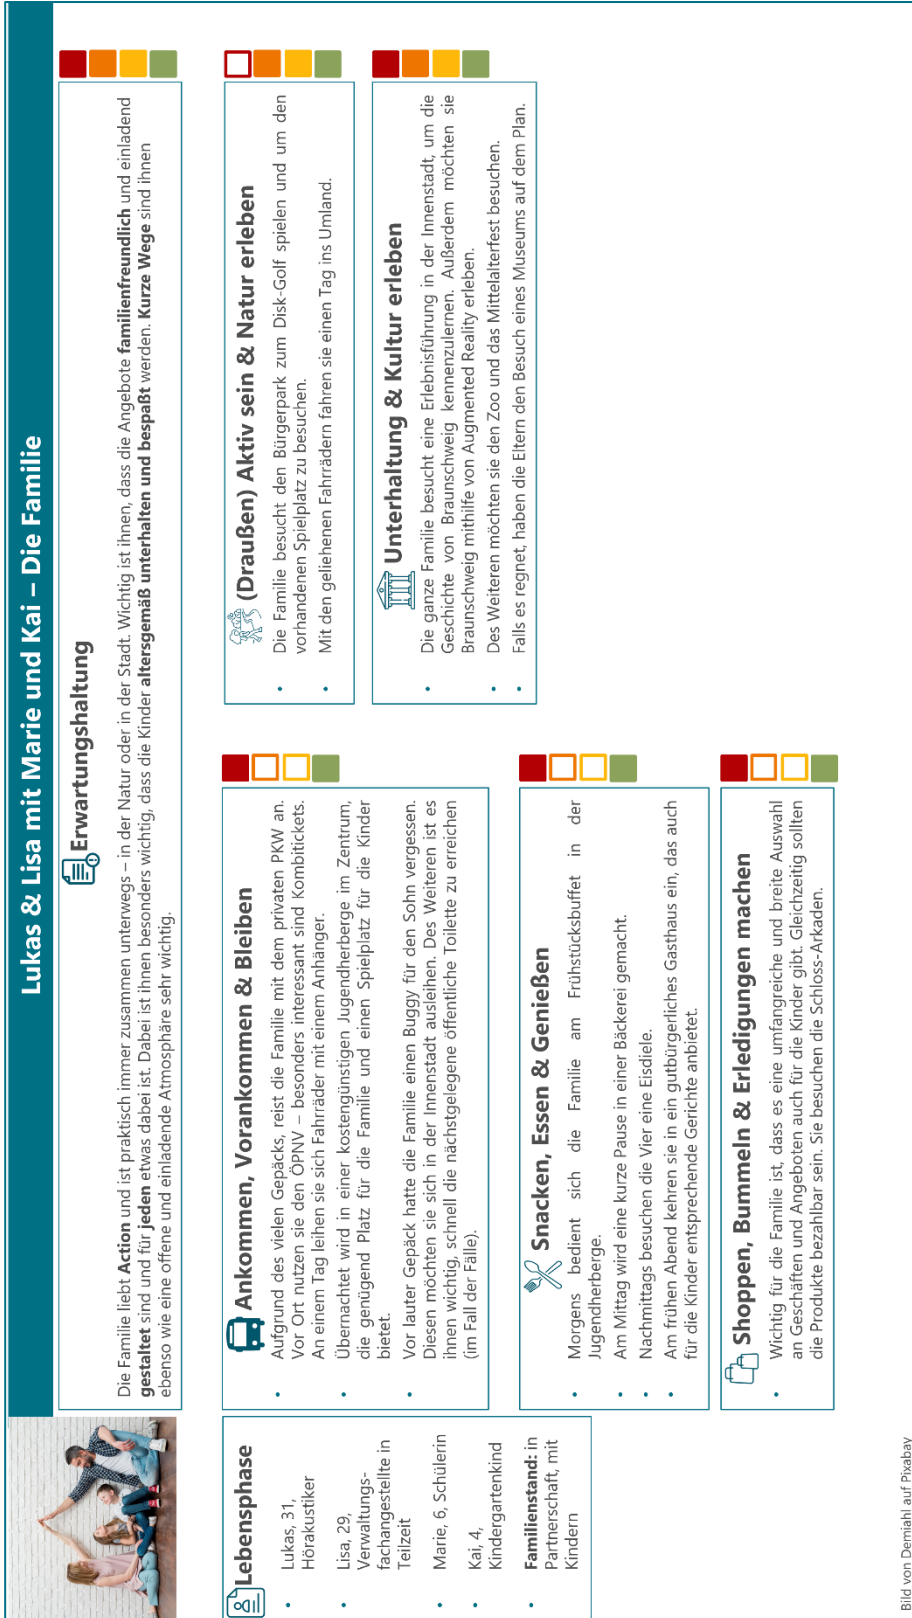 Lukas & Lisa mit Marie und Kai – Die Familie
Erwartungshaltung
Die Familie liebt Action und ist praktisch immer zusammen unterwegs – in der Natur oder in der Stadt. Wichtig ist ihnen, dass die Angebote familienfreundlich und einladend
gestaltet sind und für jeden etwas dabei ist. Dabei ist ihnen besonders wichtig, dass die Kinder altersgemäß unterhalten und bespaßt werden. Kurze Wege sind ihnen
ebenso wie eine offene und einladende Atmosphäre sehr wichtig.
Lebensphase
• Lukas, 31,
Hörakustiker
• Lisa, 29,
Verwaltungs-
fachangestellte in
Teilzeit
• Marie, 6, Schülerin
• Kai, 4,
Kindergartenkind
• Familienstand: in
Partnerschaft, mit
Kindern
Ankommen, Vorankommen & Bleiben
• Aufgrund des vielen Gepäcks, reist die Familie mit dem privaten PKW an.
Vor Ort nutzen sie den ÖPNV – besonders interessant sind Kombitickets.
An einem Tag leihen sie sich Fahrräder mit einem Anhänger.
• Übernachtet wird in einer kostengünstigen Jugendherberge im Zentrum,
die genügend Platz für die Familie und einen Spielplatz für die Kinder
bietet.
• Vor lauter Gepäck hatte die Familie einen Buggy für den Sohn vergessen.
Diesen möchten sie sich in der Innenstadt ausleihen. Des Weiteren ist es
ihnen wichtig, schnell die nächstgelegene öffentliche Toilette zu erreichen
(im Fall der Fälle).
Snacken, Essen & Genießen
• Morgens bedient sich die Familie am Frühstücksbuffet in der
Jugendherberge.
• Am Mittag wird eine kurze Pause in einer Bäckerei gemacht.
• Nachmittags besuchen die Vier eine Eisdiele.
• Am frühen Abend kehren sie in ein gutbürgerliches Gasthaus ein, das auch
für die Kinder entsprechende Gerichte anbietet.
Shoppen, Bummeln & Erledigungen machen
• Wichtig für die Familie ist, dass es eine umfangreiche und breite Auswahl
an Geschäften und Angeboten auch für die Kinder gibt. Gleichzeitig sollten
die Produkte bezahlbar sein. Sie besuchen die Schloss-Arkaden.
(Draußen) Aktiv sein & Natur erleben
• Die Familie besucht den Bürgerpark zum Disk-Golf spielen und um den
vorhandenen Spielplatz zu besuchen.
• Mit den geliehenen Fahrrädern fahren sie einen Tag ins Umland.
Unterhaltung & Kultur erleben
• Die ganze Familie besucht eine Erlebnisführung in der Innenstadt, um die
Geschichte von Braunschweig kennenzulernen. Außerdem möchten sie
Braunschweig mithilfe von Augmented Reality erleben.
• Des Weiteren möchten sie den Zoo und das Mittelalterfest besuchen.
• Falls es regnet, haben die Eltern den Besuch eines Museums auf dem Plan.
Bild von Demiahl auf Pixabay